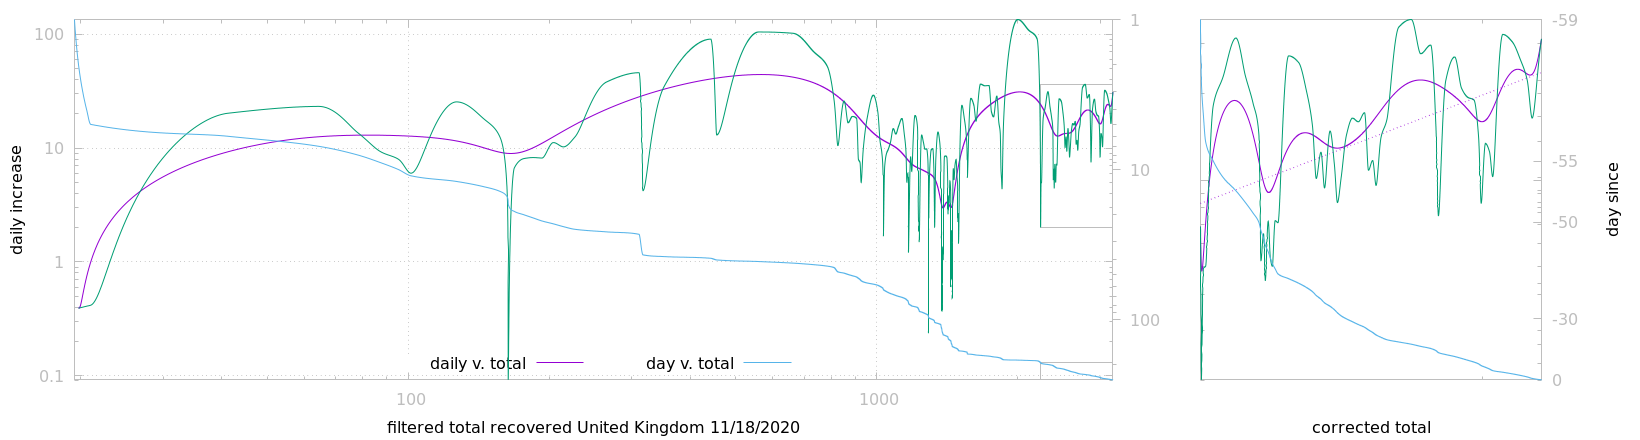 100
10
1
0.1
daily increase
daily v. total
day v. total
100
1000
filtered total recovered United Kingdom 11/18/2020
1
10
100
-59
-55
-50
-30
0
day since
corrected total